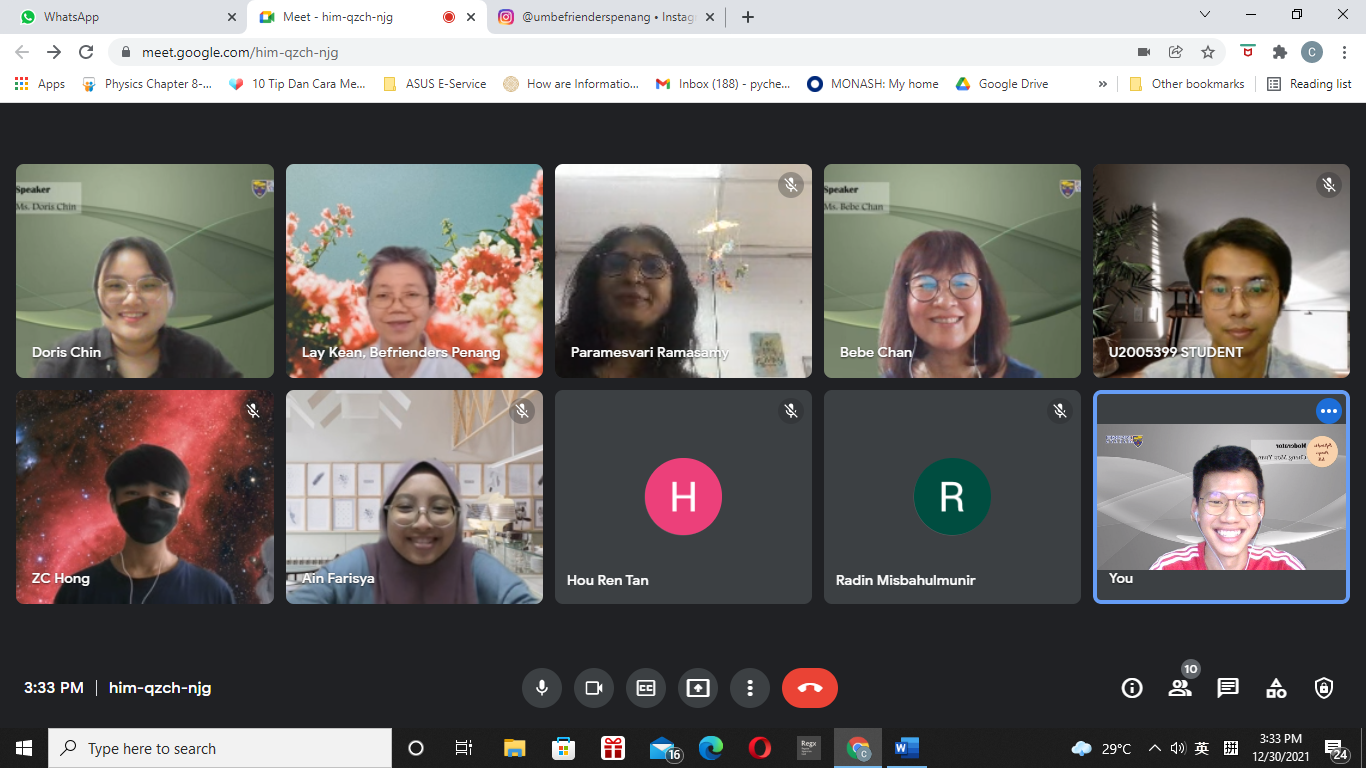 WhatsApp
Meet - him-qzch-njg
@umbefrienderspenang • Instag
meet.google.com/him-qzch-njg
C
Apps
Physics Chapter 8-...
10 Tip Dan Cara Me...
ASUS E-Service
How are Informatio...
Inbox (188) - pyche...
MONASH: My home
Google Drive
»
Other bookmarks
Reading list
Speaker
Ms. Doris Chin
Doris Chin
Lay Kean, Befrienders Penang
Paramesvari Ramasamy
Speaker
Ms. Bebe Chan
Bebe Chan
U2005399 STUDENT
ZC Hong
Ain Farisya
H
Hou Ren Tan
R
Radin Misbahulmunir
Moderator
You
3:33 PM | him-qzch-njg
CC
10
Type here to search
16
Regx
C
W
29°C
英
3:33 PM
12/30/2021
24